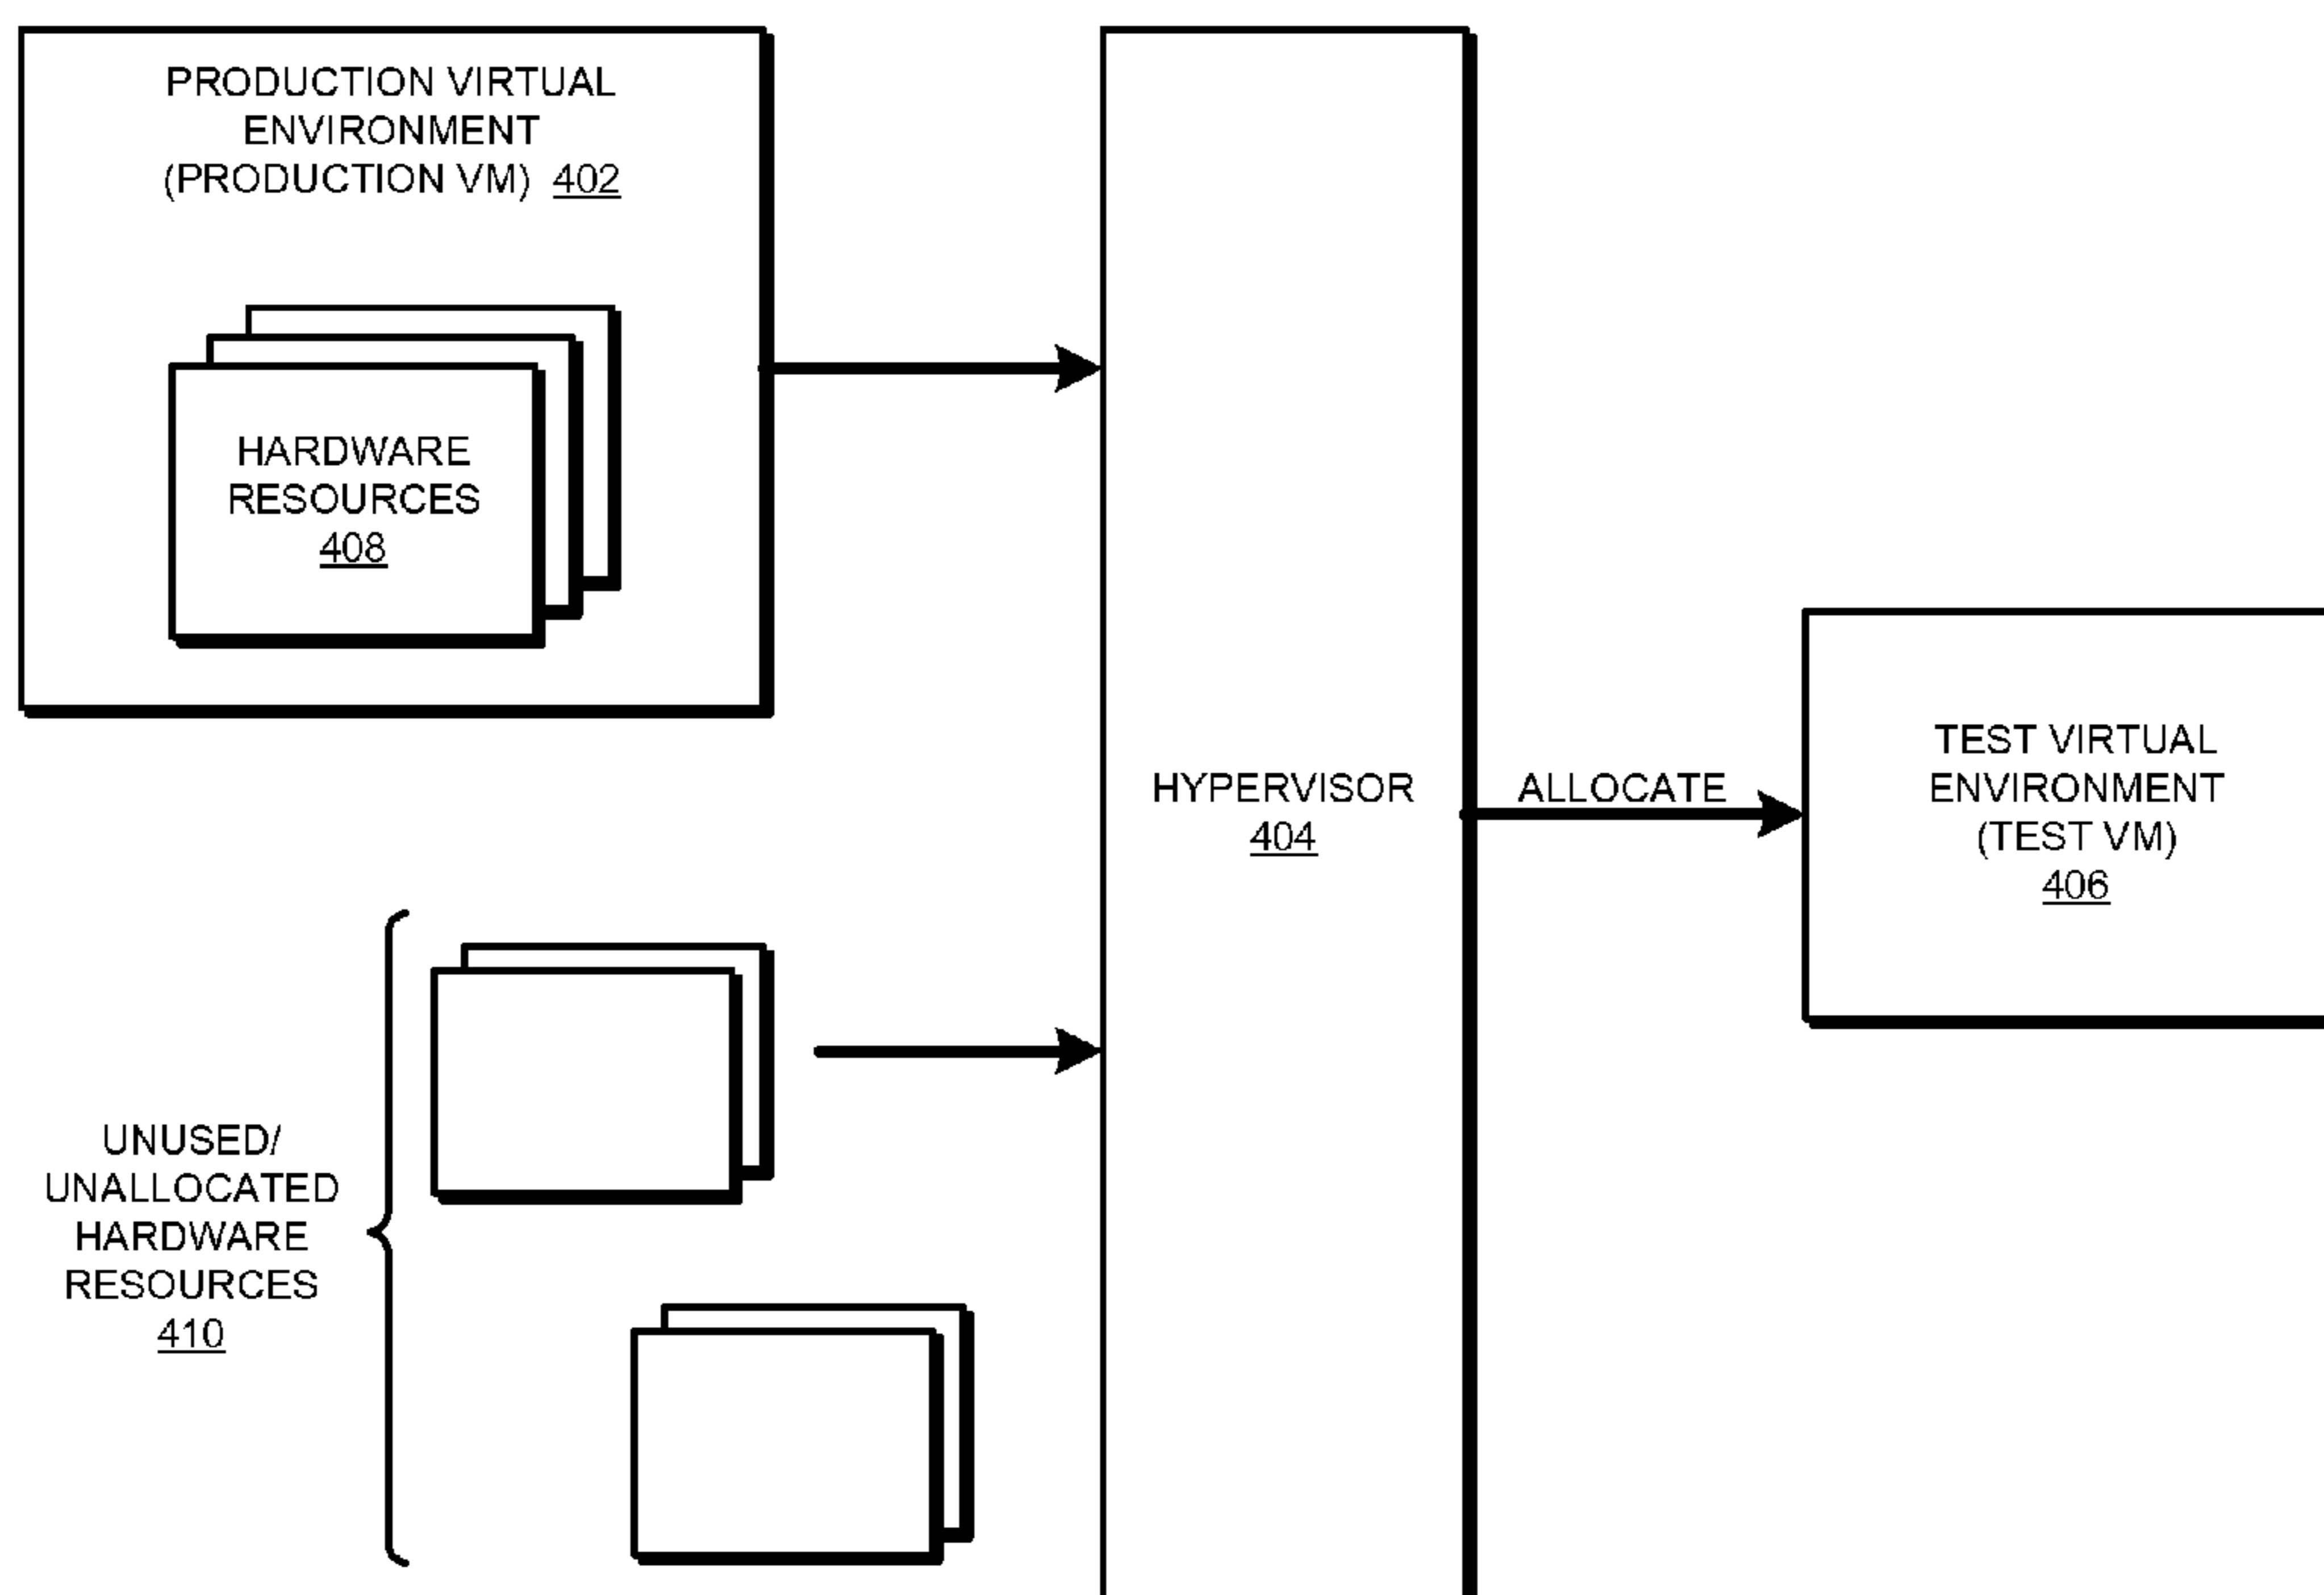 PRODUCTION VIRTUAL
ENVIRONMENT
(PRODUCTION VM) 402
HARDWARE
RESOURCES
408
HYPERVISOR
404
ALLOCATE
TEST VIRTUAL
ENVIRONMENT
(TEST VM)
406
UNUSED/
UNALLOCATED
HARDWARE
RESOURCES
410